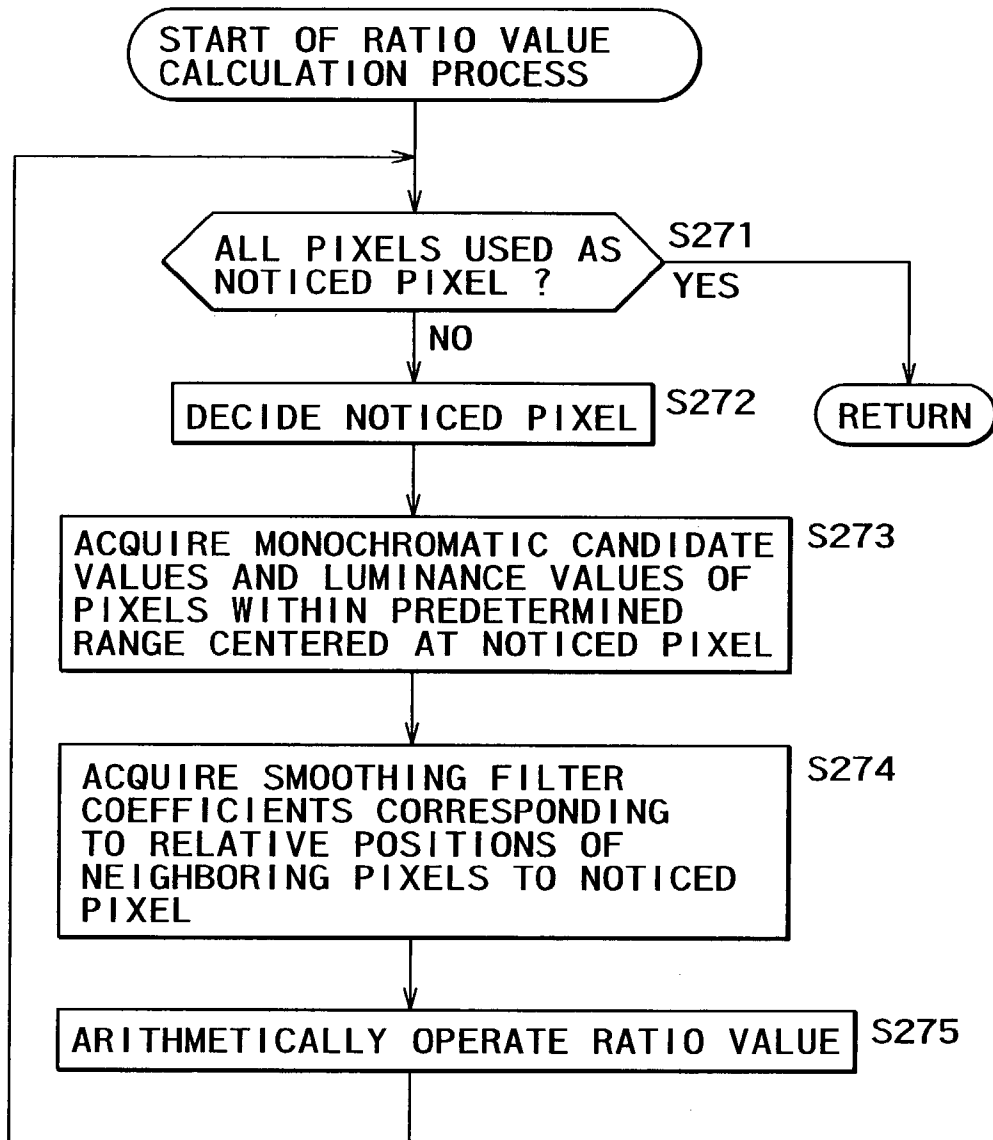 START OF RATIO VALUE
CALCULATION PROCESS
ALL PIXELS USED AS
NOTICED PIXEL ?
S271
YES
NO
DECIDE NOTICED PIXEL
S272
RETURN
ACQUIRE MONOCHROMATIC CANDIDATE
VALUES AND LUMINANCE VALUES OF
PIXELS WITHIN PREDETERMINED
RANGE CENTERED AT NOTICED PIXEL
S273
ACQUIRE SMOOTHING FILTER
COEFFICIENTS CORRESPONDING
TO RELATIVE POSITIONS OF
NEIGHBORING PIXELS TO NOTICED
PIXEL
S274
ARITHMETICALLY OPERATE RATIO VALUE
S275